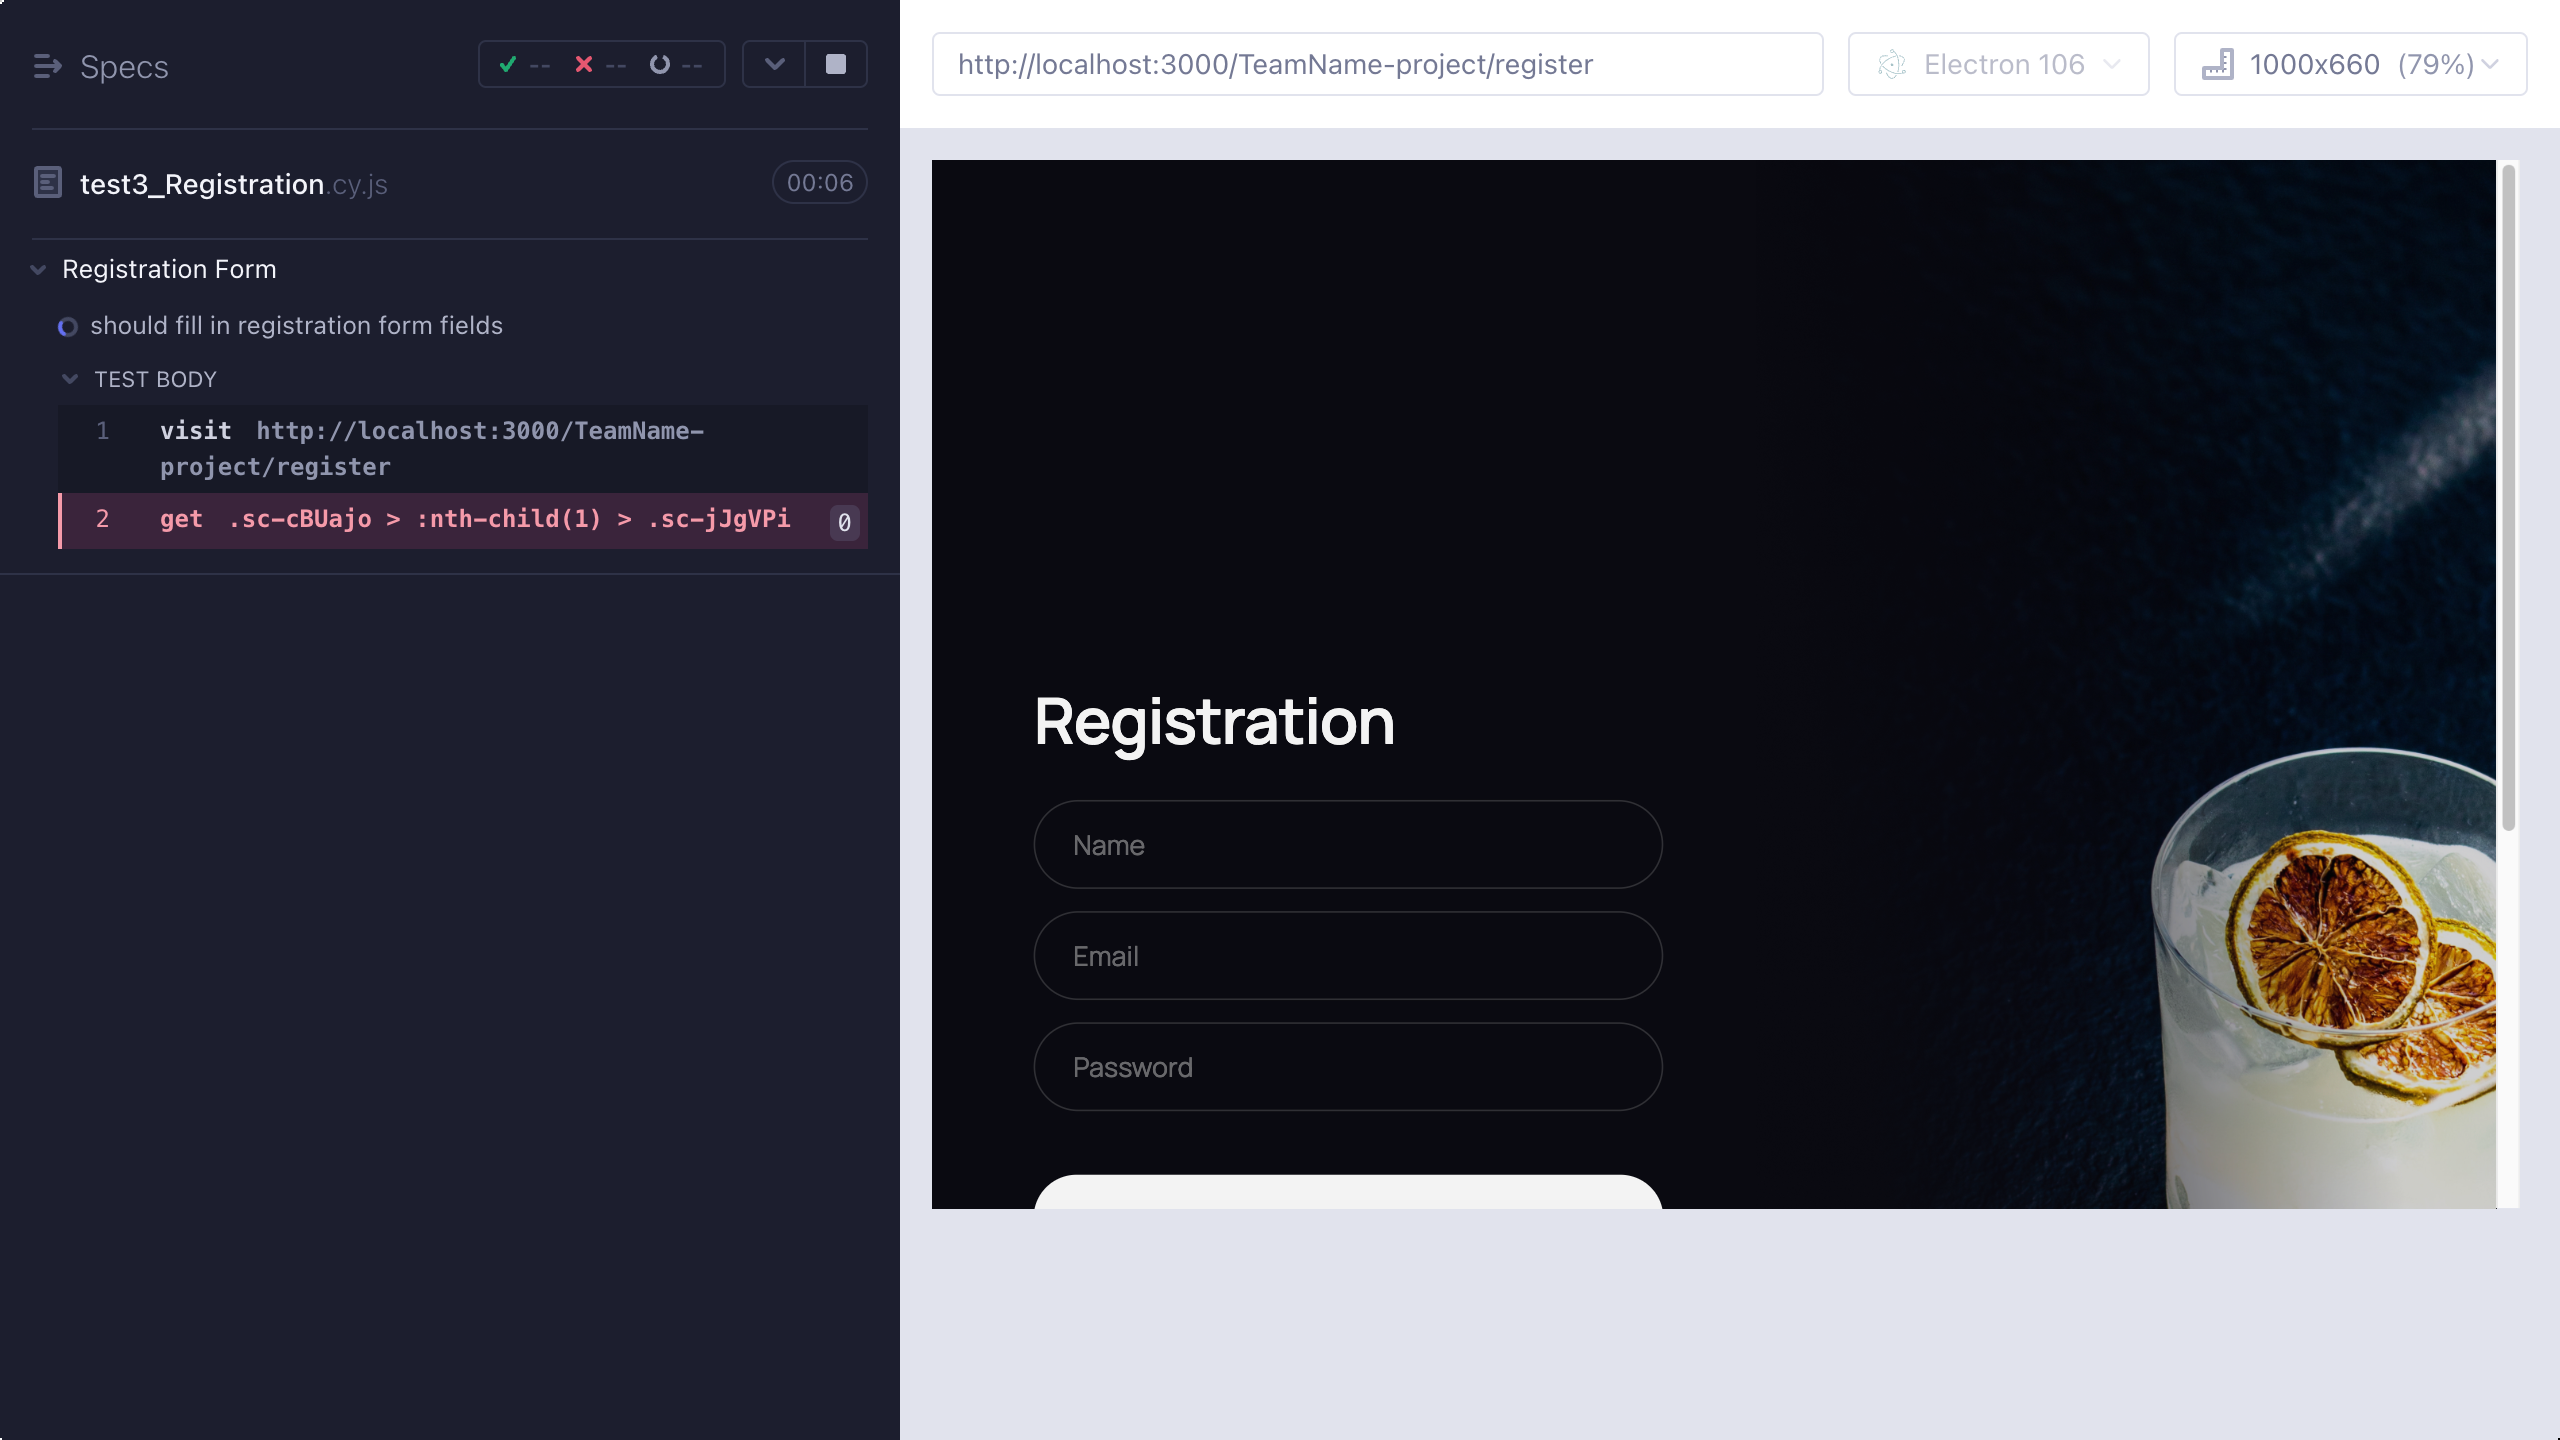 Specs
-- -- --
test3_Registration.cy.js
00:06
Registration Form
should fill in registration form fields
TEST BODY
1 visit http://localhost:3000/TeamName-
project/register
2 get .sc-cBUajo > :nth-child(1) > .sc-jJgVPi 0
http://localhost:3000/TeamName-project/register
Electron 106
1000x660 (79%)
Registration
Name
Email
Password